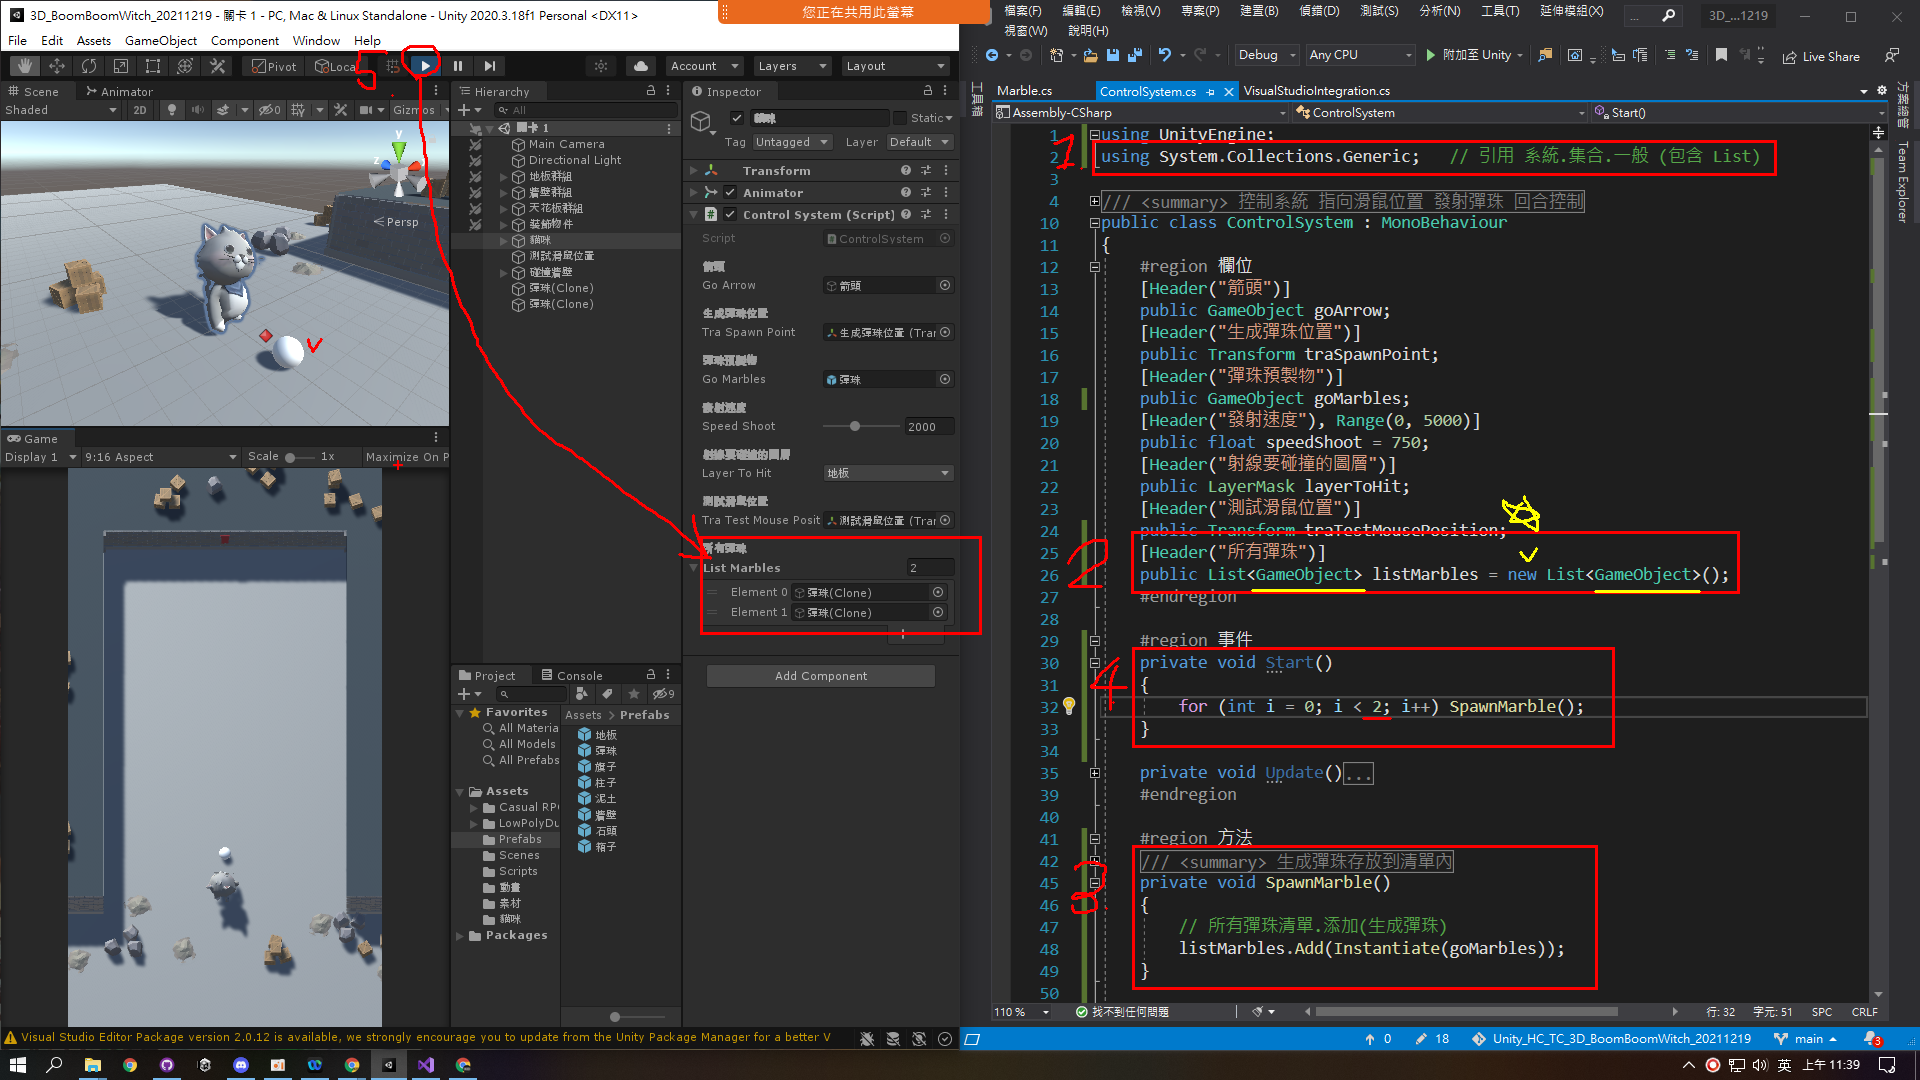 3D_BoomBoomWitch_20211219 - 關卡 1 - PC, Mac & Linux Standalone - Unity 2020.3.18f1 Personal <DX11>
您正在共用此螢幕
File Edit Assets GameObject Component Window Help
Pivot Local Account Layers Layout
Scene Animator
Shaded 2D 0 Gizmos
y
z
Persp
Game
Display 1 9:16 Aspect Scale 1x Maximize On P
Hierarchy
All
關卡 1
Main Camera
Directional Light
地板群組
牆壁群組
天花板群組
裝飾物件
貓咪
測試滑鼠位置
碰撞牆壁
彈珠(Clone)
彈珠(Clone)
Project Console
9
Favorites
All Materia
All Models
All Prefabs
Assets
Casual RP
LowPolyDu
Prefabs
Scenes
Scripts
動畫
素材
貓咪
Packages
Assets > Prefabs
地板
彈珠
旗子
柱子
泥土
牆壁
石頭
箱子
Inspector
貓咪 Static
Tag Untagged Layer Default
Transform
Animator
Control System (Script)
Script ControlSystem
箭頭
Go Arrow 箭頭
生成彈珠位置
Tra Spawn Point 生成彈珠位置 (Tran
彈珠預製物
Go Marbles 彈珠
發射速度
Speed Shoot 2000
射線要碰撞的圖層
Layer To Hit 地板
測試滑鼠位置
Tra Test Mouse Posit 測試滑鼠位置 (Tran
所有彈珠
List Marbles 2
Element 0 彈珠(Clone)
Element 1 彈珠(Clone)
Add Component
Visual Studio Editor Package version 2.0.12 is available, we strongly encourage you to update from the Unity Package Manager for a better V
檔案(F) 編輯(E) 檢視(V) 專案(P) 建置(B) 偵錯(D) 測試(S) 分析(N) 工具(T) 延伸模組(X)
視窗(W) 說明(H)
... 3D_...1219
Debug Any CPU 附加至 Unity Live Share
工具箱
Marble.cs ControlSystem.cs VisualStudioIntegration.cs
Assembly-CSharp ControlSystem Start()
方案總管
Team Explorer
1 using UnityEngine;
2 using System.Collections.Generic; // 引用 系統.集合.一般 (包含 List)
3
4 /// <summary> 控制系統 指向滑鼠位置 發射彈珠 回合控制
10 public class ControlSystem : MonoBehaviour
11 {
12 #region 欄位
13 [Header("箭頭")]
14 public GameObject goArrow;
15 [Header("生成彈珠位置")]
16 public Transform traSpawnPoint;
17 [Header("彈珠預製物")]
18 public GameObject goMarbles;
19 [Header("發射速度"), Range(0, 5000)]
20 public float speedShoot = 750;
21 [Header("射線要碰撞的圖層")]
22 public LayerMask layerToHit;
23 [Header("測試滑鼠位置")]
24 public Transform traTestMousePosition;
25 [Header("所有彈珠")]
26 public List<GameObject> listMarbles = new List<GameObject>();
27 #endregion
28
29 #region 事件
30 private void Start()
31 {
32 for (int i = 0; i < 2; i++) SpawnMarble();
33 }
34
35 private void Update()...
39 #endregion
40
41 #region 方法
42 /// <summary> 生成彈珠存放到清單內
45 private void SpawnMarble()
46 {
47 // 所有彈珠清單.添加(生成彈珠)
48 listMarbles.Add(Instantiate(goMarbles));
49 }
50
1.
2
3
4
5
110 % 找不到任何問題 行: 32 字元: 51 SPC CRLF
0 18 Unity_HC_TC_3D_BoomBoomWitch_20211219 main 3
英 上午 11:39